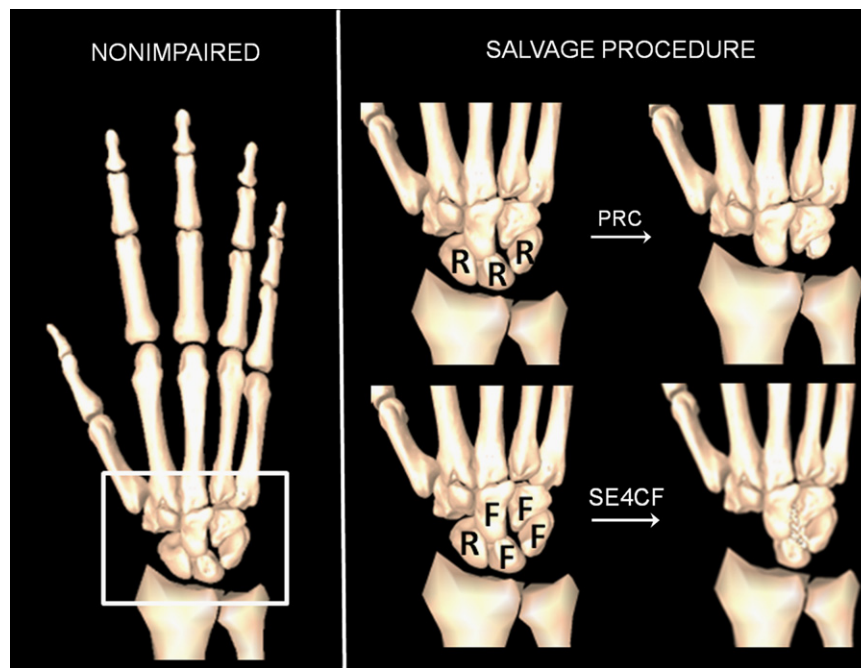 NONIMPAIRED
SALVAGE PROCEDURE
R
R
R
PRC
F
F
R
F
F
SE4CF